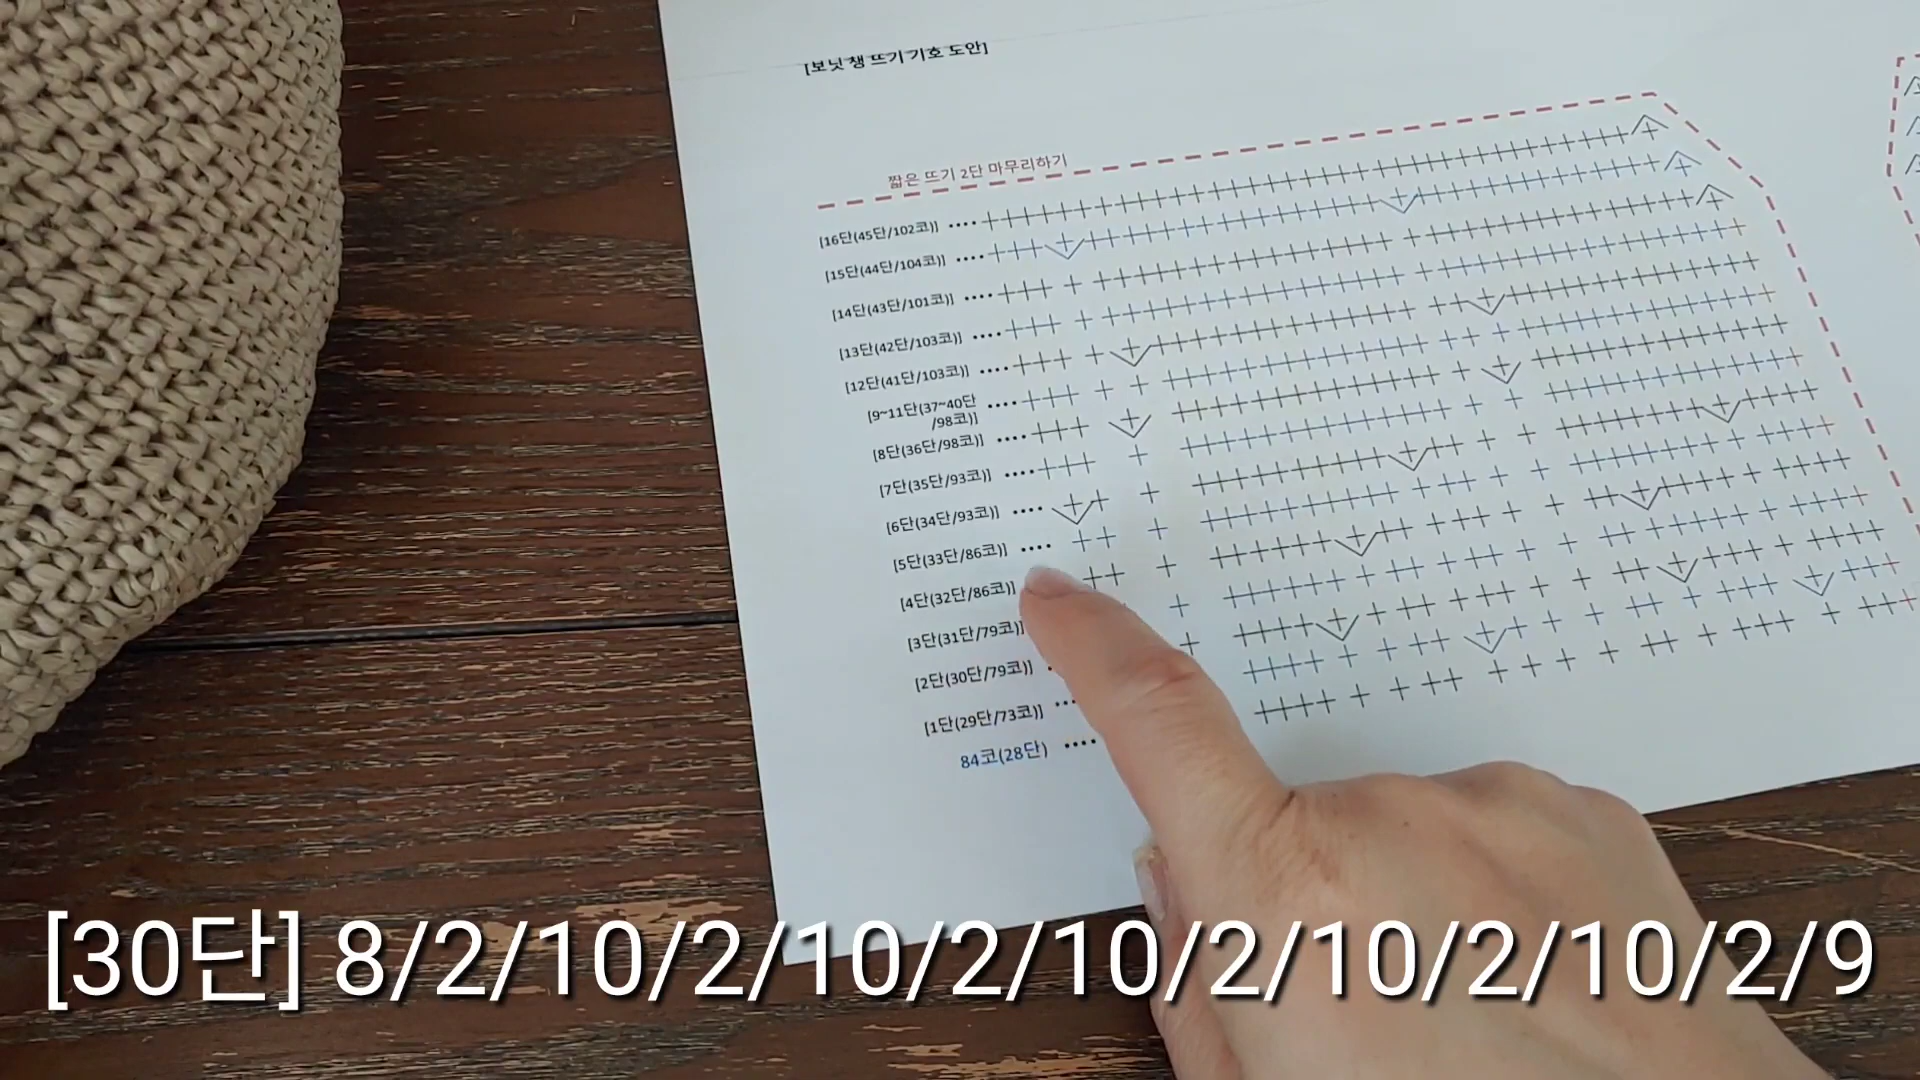 [보닛 챙 뜨기 기호 도안]
짧은 뜨기 2단 마무리하기
[16단(45단/102코)]
[15단(44단/104코)]
[14단(43단/101코)]
[13단(42단/103코)]
[12단(41단/103코)]
[9~11단(37~40단
/98코)]
[8단(36단/98코)]
[7단(35단/93코)]
[6단(34단/93코)]
[5단(33단/86코)]
[4단(32단/86코)]
[3단(31단/79코)]
[2단(30단/79코)]
[1단(29단/73코)]
84코(28단)
[30단] 8/2/10/2/10/2/10/2/10/2/10/2/9